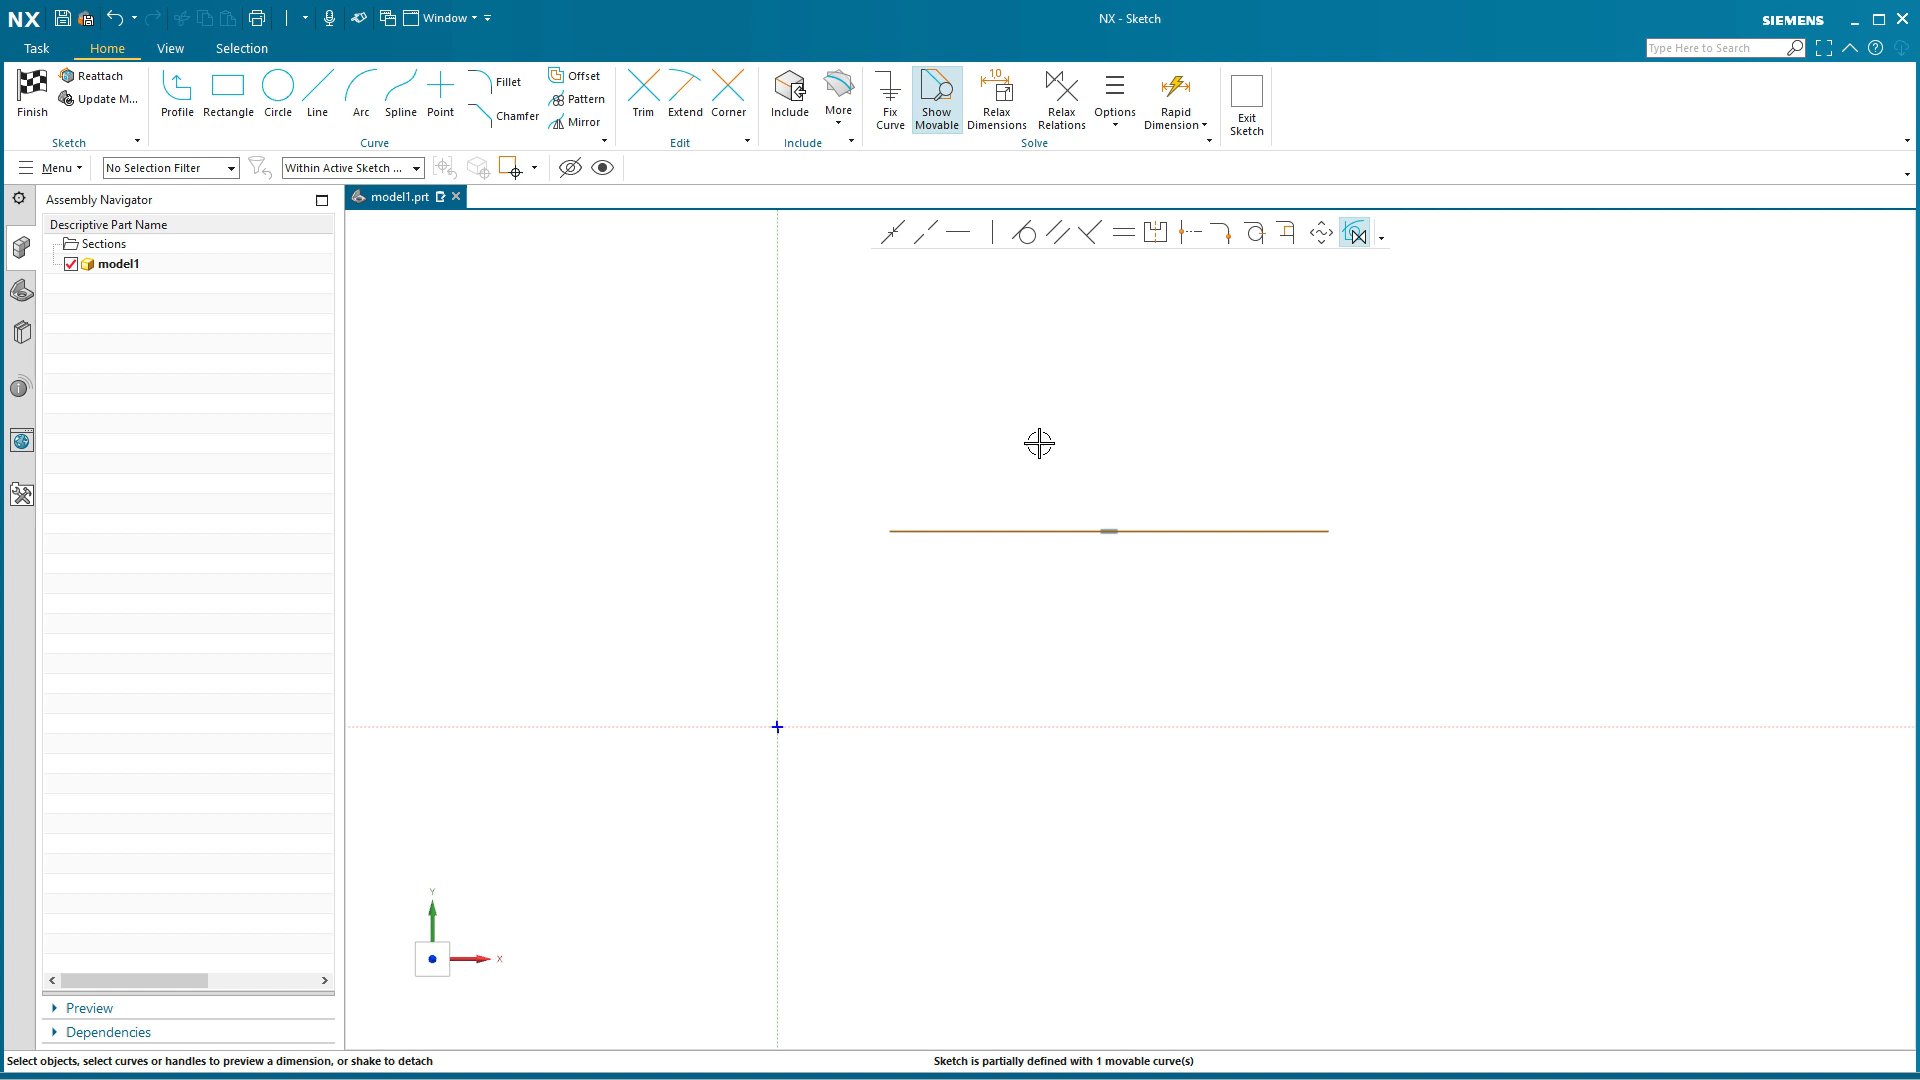 NX
Window
NX - Sketch
SIEMENS
Task
Home
View
Selection
Type Here to Search
Finish
Reattach
Update M...
Sketch
Profile
Rectangle
Circle
Line
Arc
Spline
Point
Fillet
Chamfer
Offset
Pattern
Mirror
Curve
Trim
Extend
Corner
Edit
Include
More
Include
Fix
Curve
Show
Movable
1,0
Relax
Dimensions
Relax
Relations
Options
Rapid
Dimension
Solve
Exit
Sketch
Menu
No Selection Filter
Within Active Sketch ...
Assembly Navigator
model1.prt
Descriptive Part Name
Sections
model1
Y
X
Preview
Dependencies
Select objects, select curves or handles to preview a dimension, or shake to detach
Sketch is partially defined with 1 movable curve(s)